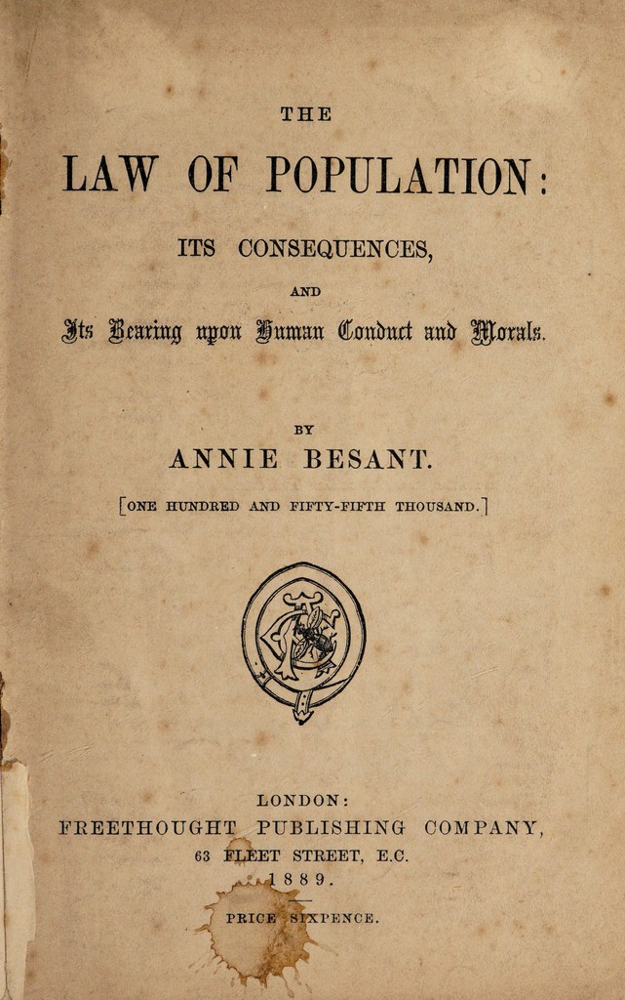 THE
LAW OF POPULATION:
ITS CONSEQUENCES,
AND
Its Bearing upon Human Conduct and Morals.
BY
ANNIE BESANT.
[ONE HUNDRED AND FIFTY-FIFTH THOUSAND.]
LONDON:
FREETHOUGHT PUBLISHING COMPANY,
63 FLEET STREET, E.C.
1889.
PRICE SIXPENCE.